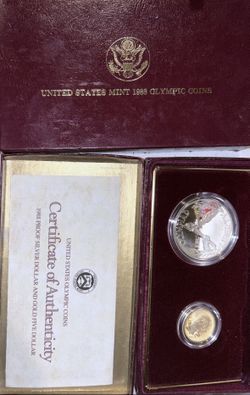 UNITED STATES MINT 1988 OLYMPIC COINS
UNITED STATES OLYMPIC COINS
Certificate of Authenticity
1988 PROOF SILVER DOLLAR AND GOLD FIVE DOLLAR